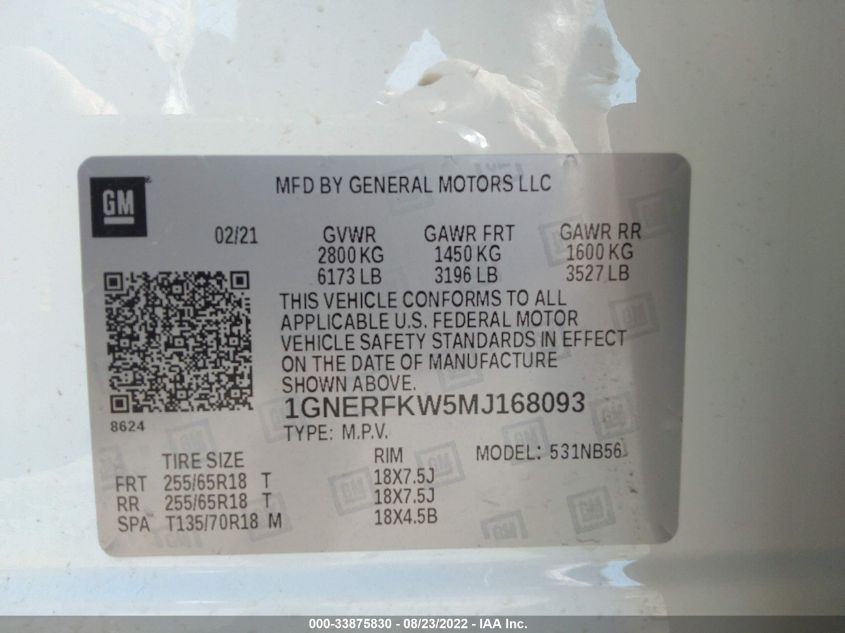 GM
MFD BY GENERAL MOTORS LLC
02/21 GVWR GAWR FRT GAWR RR
2800 KG 1450 KG 1600 KG
6173 LB 3196 LB 3527 LB
THIS VEHICLE CONFORMS TO ALL
APPLICABLE U.S. FEDERAL MOTOR
VEHICLE SAFETY STANDARDS IN EFFECT
ON THE DATE OF MANUFACTURE
SHOWN ABOVE.
1GNERFKW5MJ168093
8624
TYPE: M.P.V.
TIRE SIZE RIM MODEL: 531NB56
FRT 255/65R18 T 18X7.5J
RR 255/65R18 T 18X7.5J
SPA T135/70R18 M 18X4.5B
000-33875830 - 08/23/2022 - IAA Inc.